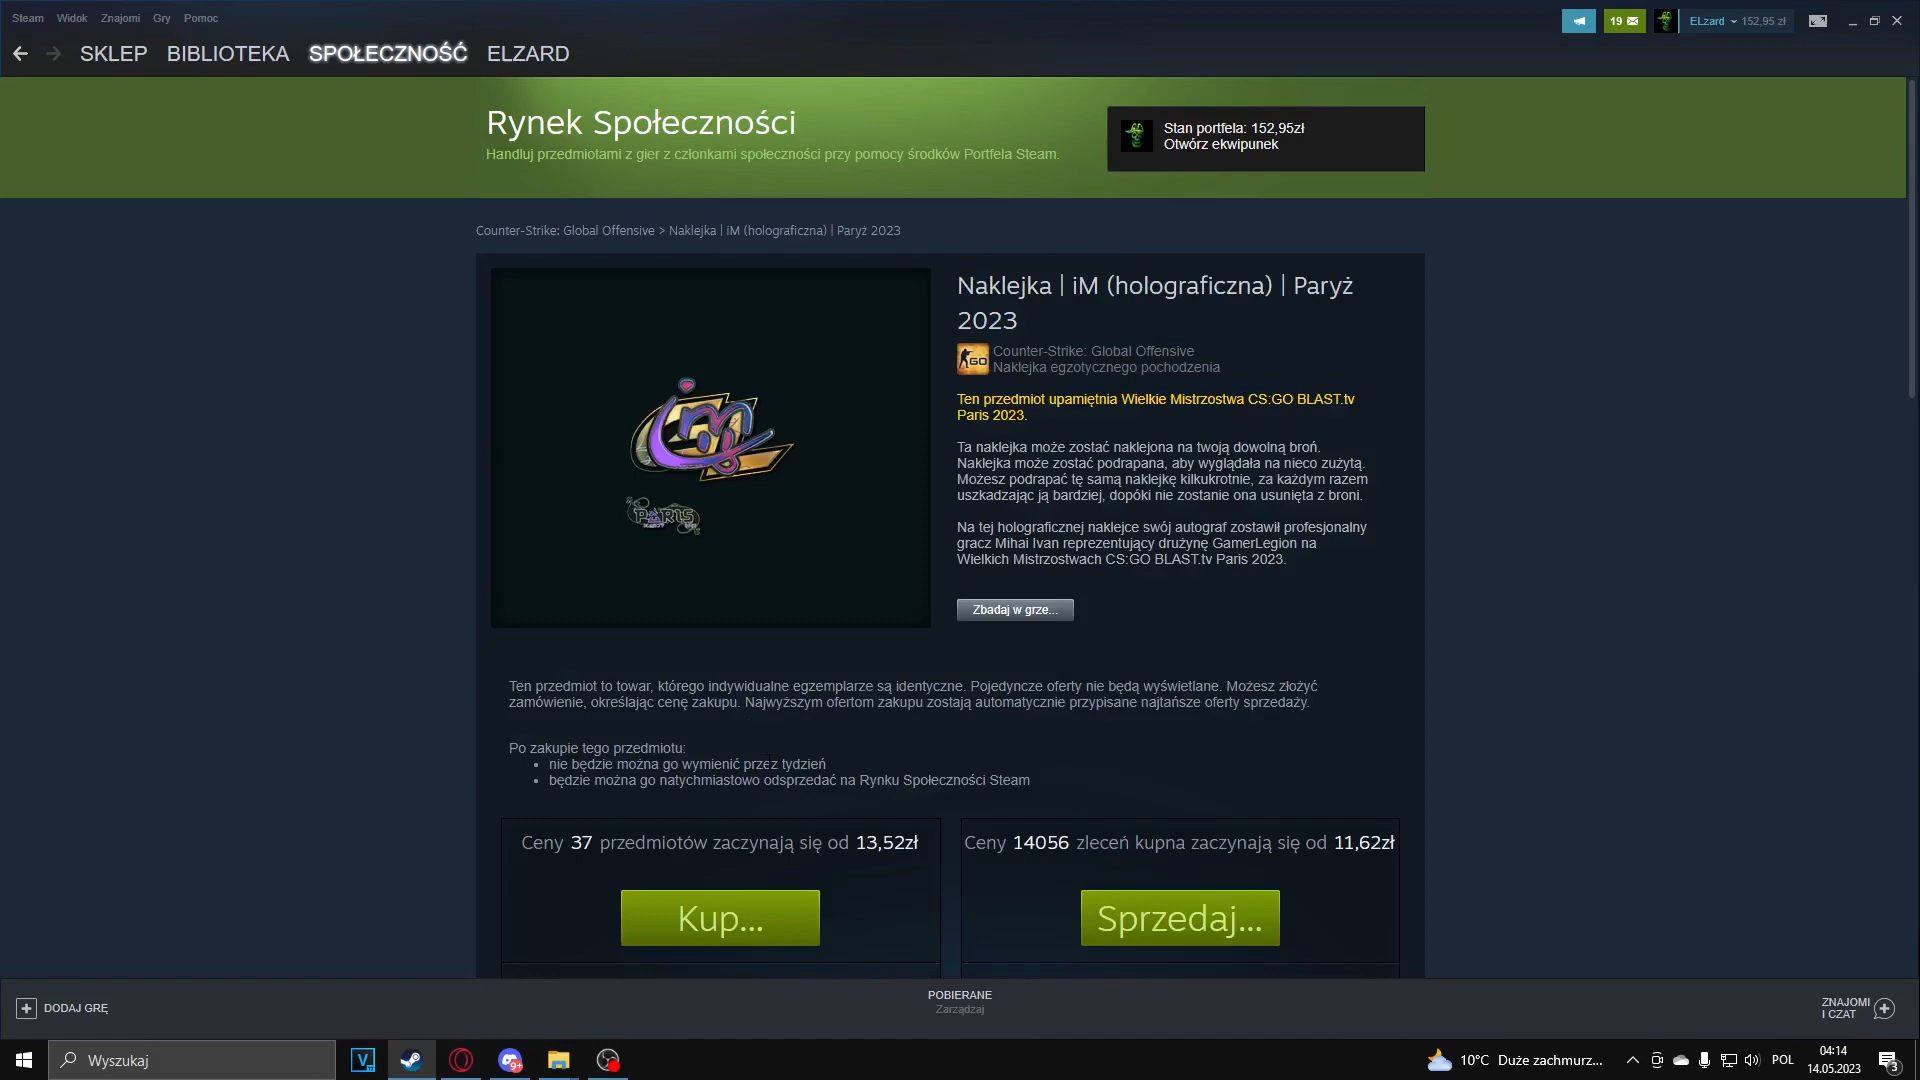 Steam Widok Znajomi Gry Pomoc
19
ELzard 152,95 zł
SKLEP BIBLIOTEKA SPOŁECZNOŚĆ ELZARD
Rynek Społeczności
Handluj przedmiotami z gier z członkami społeczności przy pomocy środków Portfela Steam.
Stan portfela: 152,95zł
Otwórz ekwipunek
Counter-Strike: Global Offensive > Naklejka | iM (holograficzna) | Paryż 2023
iM
PARIS
Naklejka | iM (holograficzna) | Paryż
2023
GO
Counter-Strike: Global Offensive
Naklejka egzotycznego pochodzenia
Ten przedmiot upamiętnia Wielkie Mistrzostwa CS:GO BLAST.tv
Paris 2023.
Ta naklejka może zostać naklejona na twoją dowolną broń.
Naklejka może zostać podrapana, aby wyglądała na nieco zużytą.
Możesz podrapać tę samą naklejkę kilkukrotnie, za każdym razem
uszkadzając ją bardziej, dopóki nie zostanie ona usunięta z broni.
Na tej holograficznej naklejce swój autograf zostawił profesjonalny
gracz Mihai Ivan reprezentujący drużynę GamerLegion na
Wielkich Mistrzostwach CS:GO BLAST.tv Paris 2023.
Zbadaj w grze...
Ten przedmiot to towar, którego indywidualne egzemplarze są identyczne. Pojedyncze oferty nie będą wyświetlane. Możesz złożyć
zamówienie, określając cenę zakupu. Najwyższym ofertom zakupu zostają automatycznie przypisane najtańsze oferty sprzedaży.
Po zakupie tego przedmiotu:
• nie będzie można go wymienić przez tydzień
• będzie można go natychmiastowo odsprzedać na Rynku Społeczności Steam
Ceny 37 przedmiotów zaczynają się od 13,52zł
Kup...
Ceny 14056 zleceń kupna zaczynają się od 11,62zł
Sprzedaj...
DODAJ GRĘ
POBIERANE
Zarządzaj
ZNAJOMI
I CZAT
Wyszukaj
V
9+
10°C Duże zachmurz...
POL
04:14
14.05.2023
3